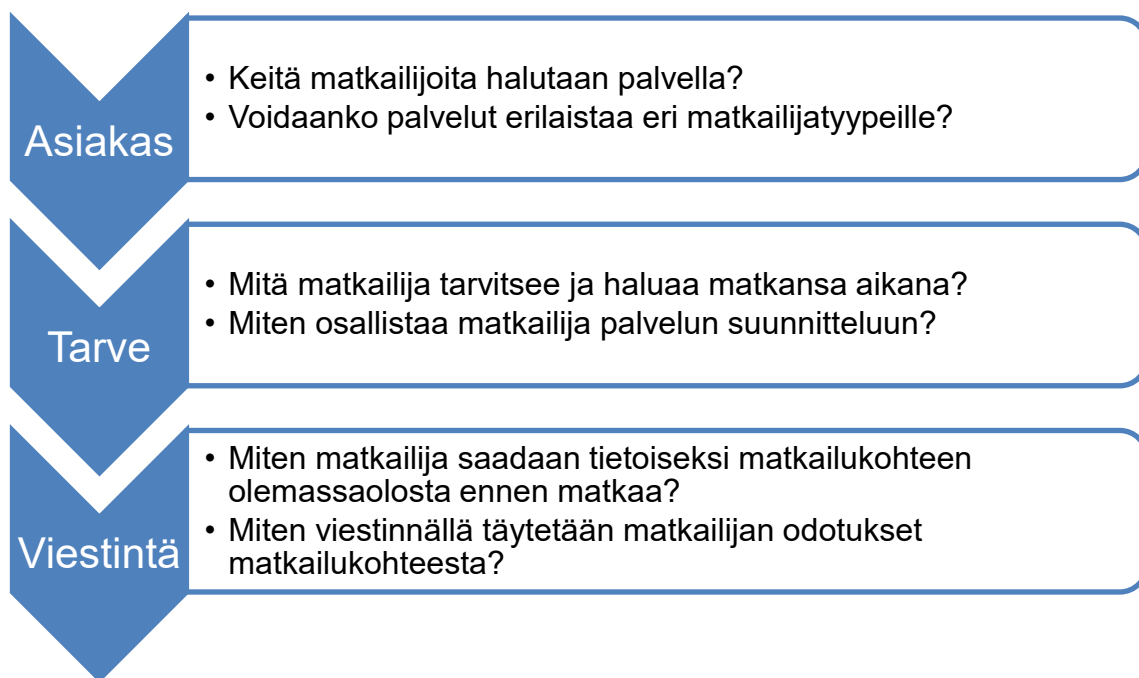 Asiakas
• Keitä matkailijoita halutaan palvella?
• Voidaanko palvelut erilaistaa eri matkailijatyypeille?
Tarve
• Mitä matkailija tarvitsee ja haluaa matkansa aikana?
• Miten osallistaa matkailija palvelun suunnitteluun?
Viestintä
• Miten matkailija saadaan tietoiseksi matkailukohteen
olemassaolosta ennen matkaa?
• Miten viestinnällä täytetään matkailijan odotukset
matkailukohteesta?